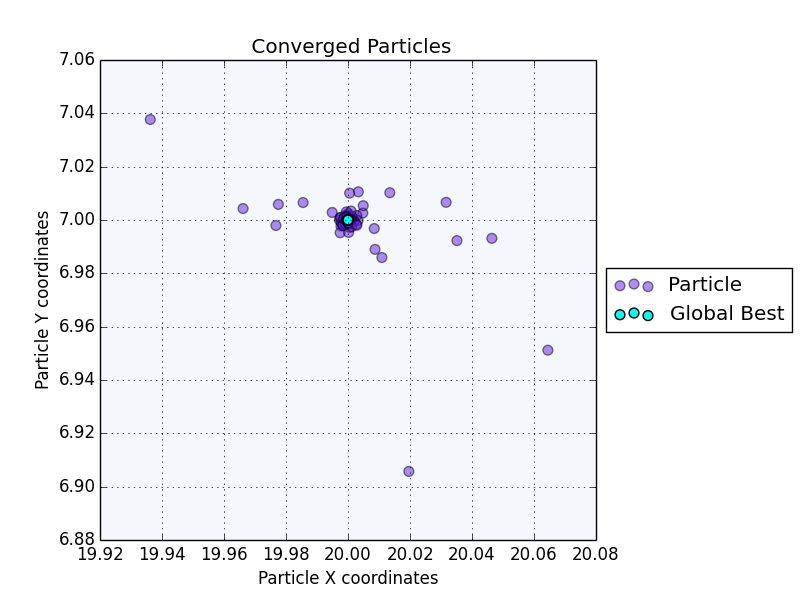 Converged Particles
7.06
7.04
7.02
7.00
6.98
6.96
6.94
6.92
6.90
6.88
19.92 19.94 19.96 19.98 20.00 20.02 20.04 20.06 20.08
Particle X coordinates
Particle Y coordinates
Particle
Global Best